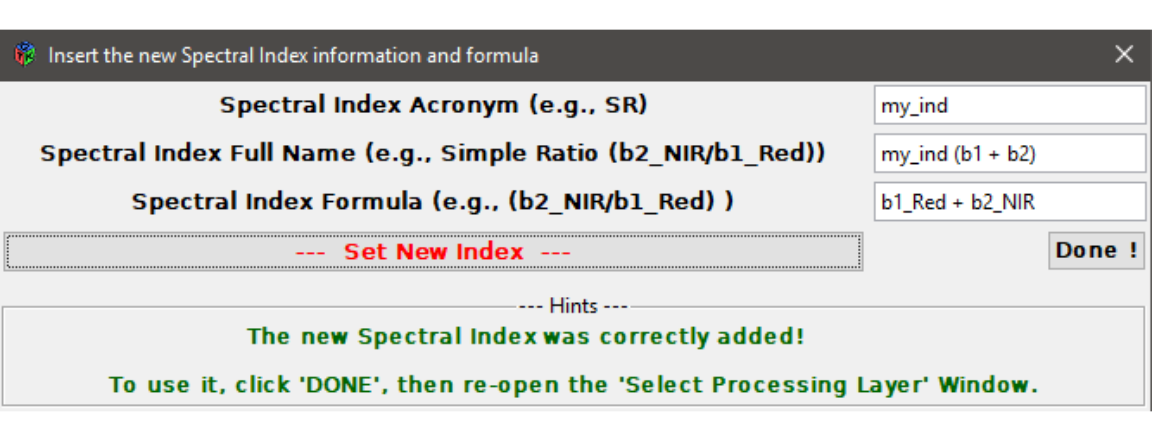 Insert the new Spectral Index information and formula
Spectral Index Acronym (e.g., SR) my_ind
Spectral Index Full Name (e.g., Simple Ratio (b2_NIR/b1_Red)) my_ind (b1 + b2)
Spectral Index Formula (e.g., (b2_NIR/b1_Red) ) b1_Red + b2_NIR
--- Set New Index --- Done !
--- Hints ---
The new Spectral Index was correctly added!
To use it, click 'DONE', then re-open the 'Select Processing Layer' Window.